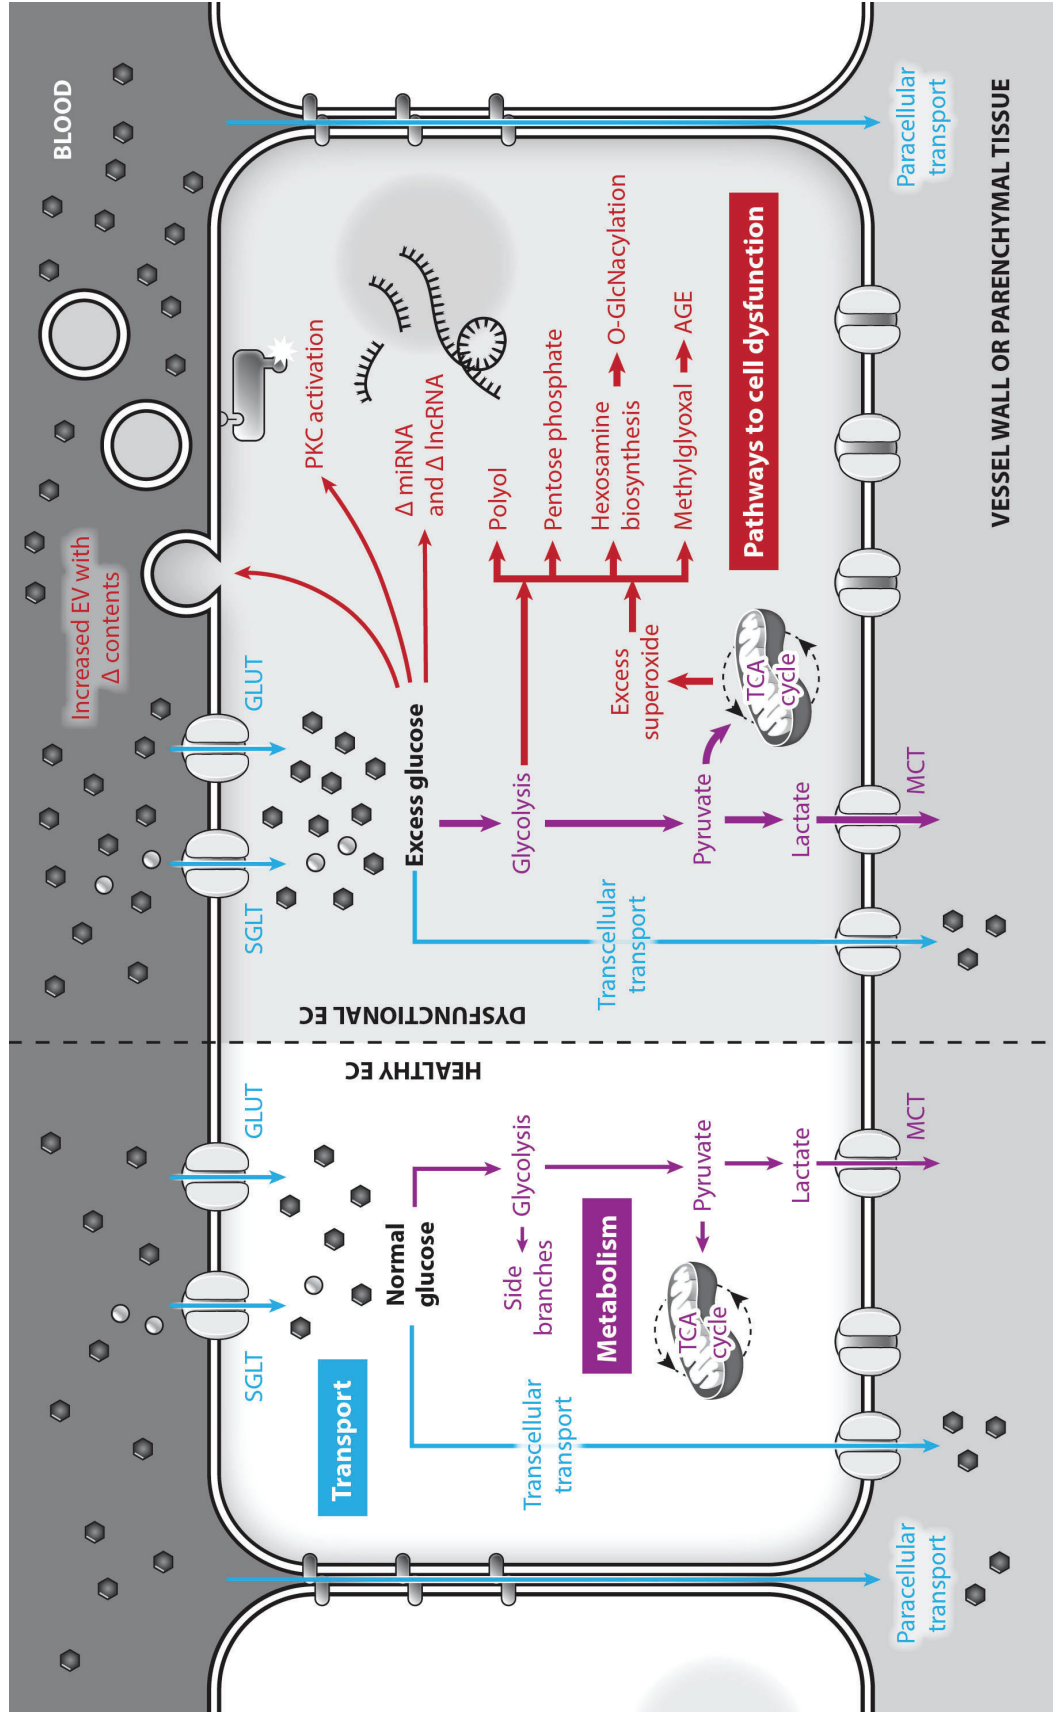 BLOOD
SGLT
GLUT
Transport
Normal
glucose
Transcellular
transport
Side
branches
Glycolysis
Metabolism
TCA
cycle
Pyruvate
Lactate
MCT
Paracellular
transport
HEALTHY EC
DYSFUNCTIONAL EC
SGLT
GLUT
Increased EV with
Δ contents
Excess glucose
PKC activation
Δ miRNA
and Δ lncRNA
Transcellular
transport
Glycolysis
Polyol
Pentose phosphate
Hexosamine
biosynthesis
O-GlcNacylation
Methylglyoxal
AGE
Excess
superoxide
Pyruvate
TCA
cycle
Lactate
MCT
Pathways to cell dysfunction
Paracellular
transport
VESSEL WALL OR PARENCHYMAL TISSUE